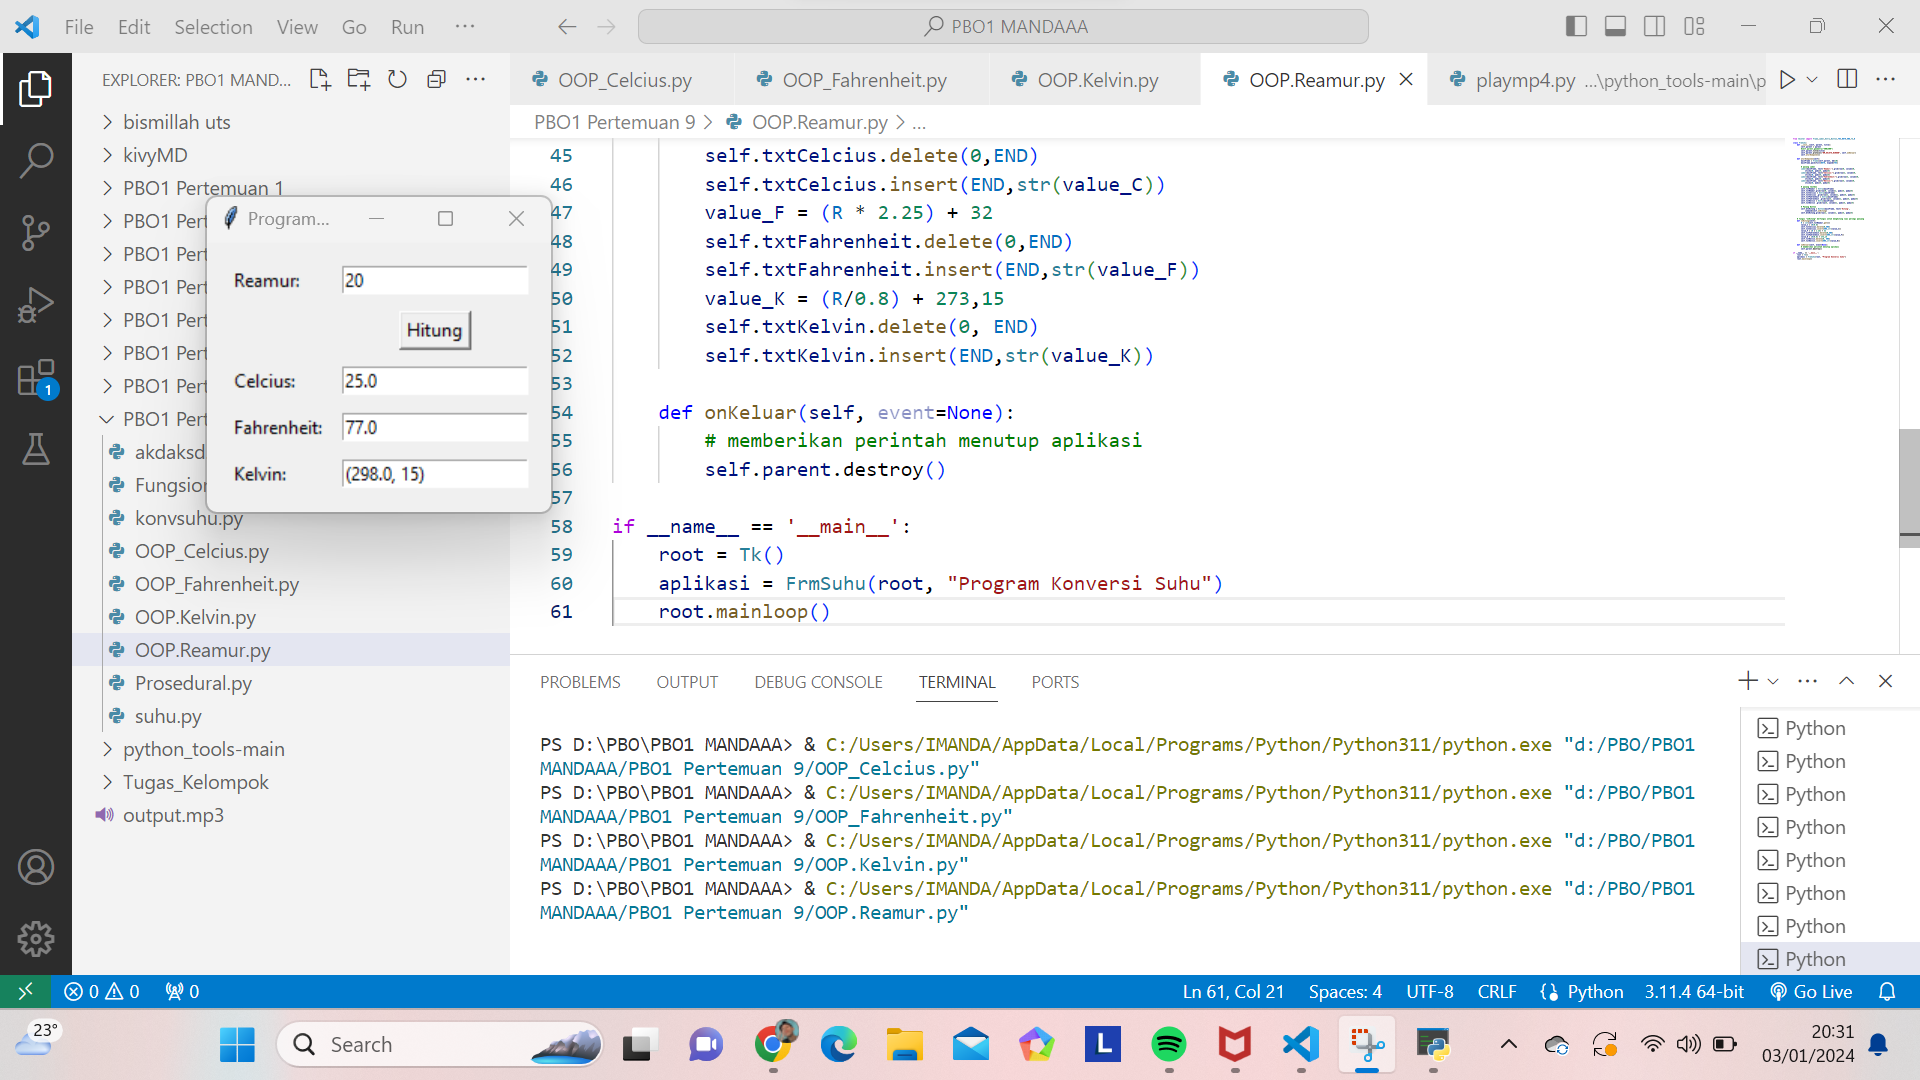 File Edit Selection View Go Run ···
PBO1 MANDAAA
EXPLORER: PBO1 MAND...
bismillah uts
kivyMD
PBO1 Pertemuan 1
PBO1 Pert
PBO1 Pert
PBO1 Pert
PBO1 Pert
PBO1 Pert
PBO1 Pert
PBO1 Pert
akdaksd
Fungsion
konvsuhu.py
OOP_Celcius.py
OOP_Fahrenheit.py
OOP.Kelvin.py
OOP.Reamur.py
Prosedural.py
suhu.py
python_tools-main
Tugas_Kelompok
output.mp3
1
Program...
Reamur: 20
Hitung
Celcius: 25.0
Fahrenheit: 77.0
Kelvin: (298.0, 15)
OOP_Celcius.py OOP_Fahrenheit.py OOP.Kelvin.py OOP.Reamur.py playmp4.py ...\python_tools-main\p
PBO1 Pertemuan 9 > OOP.Reamur.py > ...
45 self.txtCelcius.delete(0,END)
46 self.txtCelcius.insert(END,str(value_C))
47 value_F = (R * 2.25) + 32
48 self.txtFahrenheit.delete(0,END)
49 self.txtFahrenheit.insert(END,str(value_F))
50 value_K = (R/0.8) + 273,15
51 self.txtKelvin.delete(0, END)
52 self.txtKelvin.insert(END,str(value_K))
53
54 def onKeluar(self, event=None):
55 # memberikan perintah menutup aplikasi
56 self.parent.destroy()
57
58 if __name__ == '__main__':
59 root = Tk()
60 aplikasi = FrmSuhu(root, "Program Konversi Suhu")
61 root.mainloop()
PROBLEMS OUTPUT DEBUG CONSOLE TERMINAL PORTS
PS D:\PBO\PBO1 MANDAAA> & C:/Users/IMANDA/AppData/Local/Programs/Python/Python311/python.exe "d:/PBO/PBO1
MANDAAA/PBO1 Pertemuan 9/OOP_Celcius.py"
PS D:\PBO\PBO1 MANDAAA> & C:/Users/IMANDA/AppData/Local/Programs/Python/Python311/python.exe "d:/PBO/PBO1
MANDAAA/PBO1 Pertemuan 9/OOP_Fahrenheit.py"
PS D:\PBO\PBO1 MANDAAA> & C:/Users/IMANDA/AppData/Local/Programs/Python/Python311/python.exe "d:/PBO/PBO1
MANDAAA/PBO1 Pertemuan 9/OOP.Kelvin.py"
PS D:\PBO\PBO1 MANDAAA> & C:/Users/IMANDA/AppData/Local/Programs/Python/Python311/python.exe "d:/PBO/PBO1
MANDAAA/PBO1 Pertemuan 9/OOP.Reamur.py"
Python
Python
Python
Python
Python
Python
Python
Python
0 0 0
Ln 61, Col 21 Spaces: 4 UTF-8 CRLF Python 3.11.4 64-bit Go Live
23°
Search
L
20:31
03/01/2024